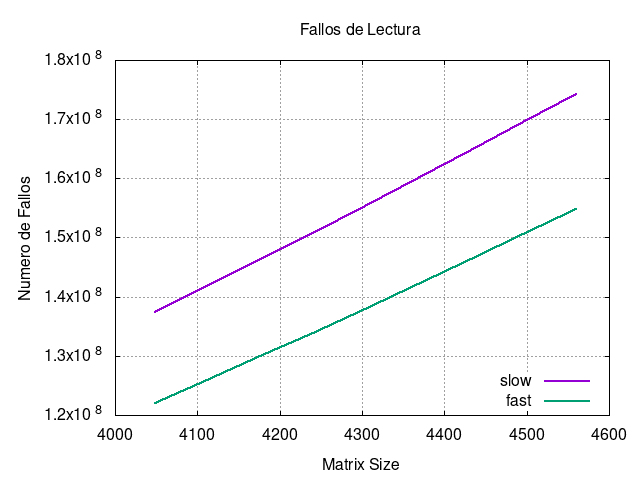 Fallos de Lectura
1.8x10^8
1.7x10^8
1.6x10^8
1.5x10^8
1.4x10^8
1.3x10^8
1.2x10^8
Numero de Fallos
slow
fast
4000 4100 4200 4300 4400 4500 4600
Matrix Size